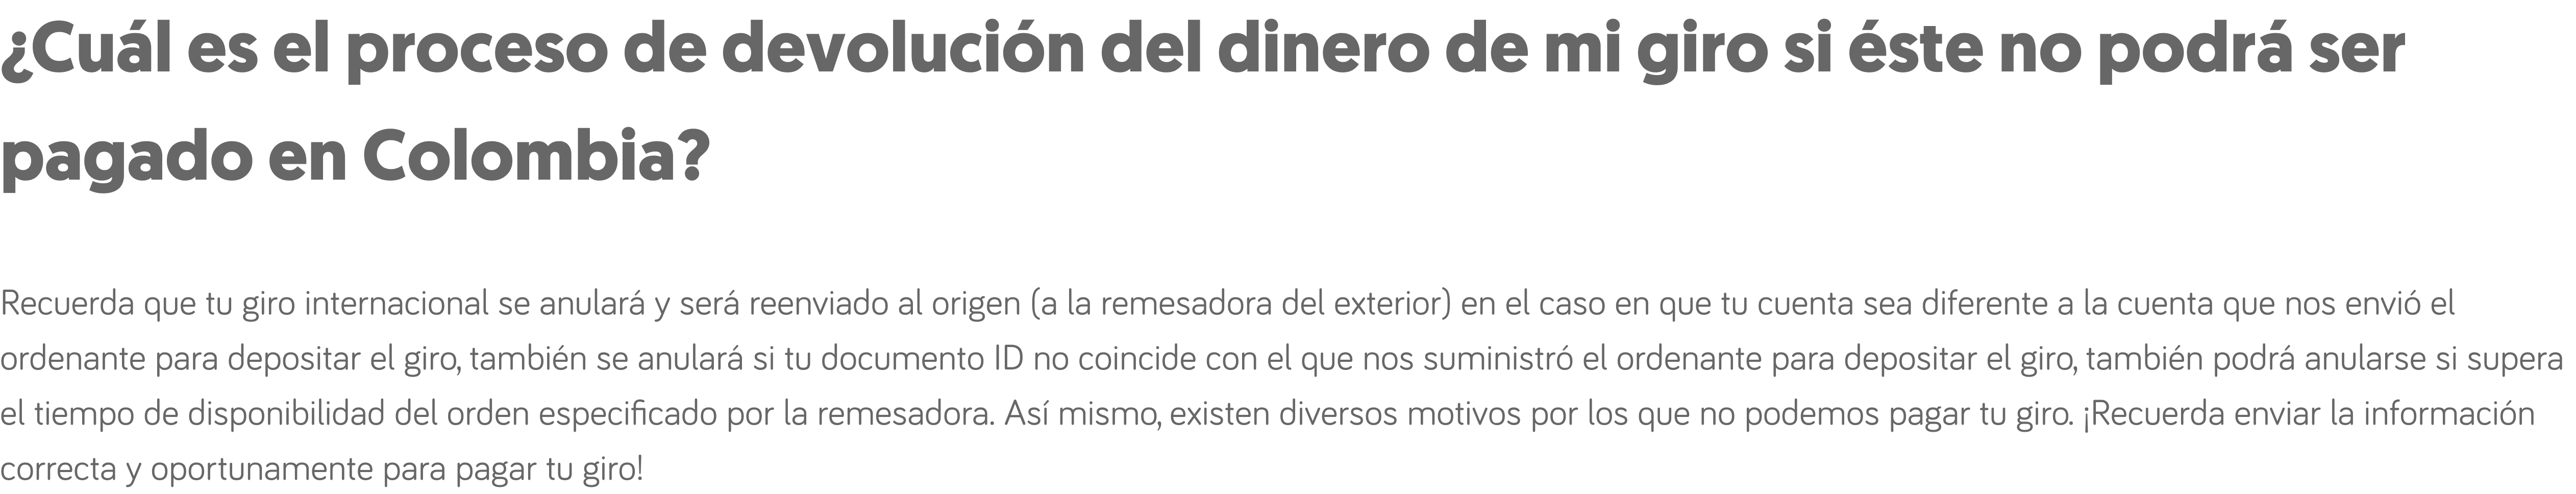 ¿Cuál es el proceso de devolución del dinero de mi giro si éste no podrá ser
pagado en Colombia?
Recuerda que tu giro internacional se anulará y será reenviado al origen (a la remesadora del exterior) en el caso en que tu cuenta sea diferente a la cuenta que nos envió el
ordenante para depositar el giro, también se anulará si tu documento ID no coincide con el que nos suministró el ordenante para depositar el giro, también podrá anularse si supera
el tiempo de disponibilidad del orden especificado por la remesadora. Así mismo, existen diversos motivos por los que no podemos pagar tu giro. ¡Recuerda enviar la información
correcta y oportunamente para pagar tu giro!